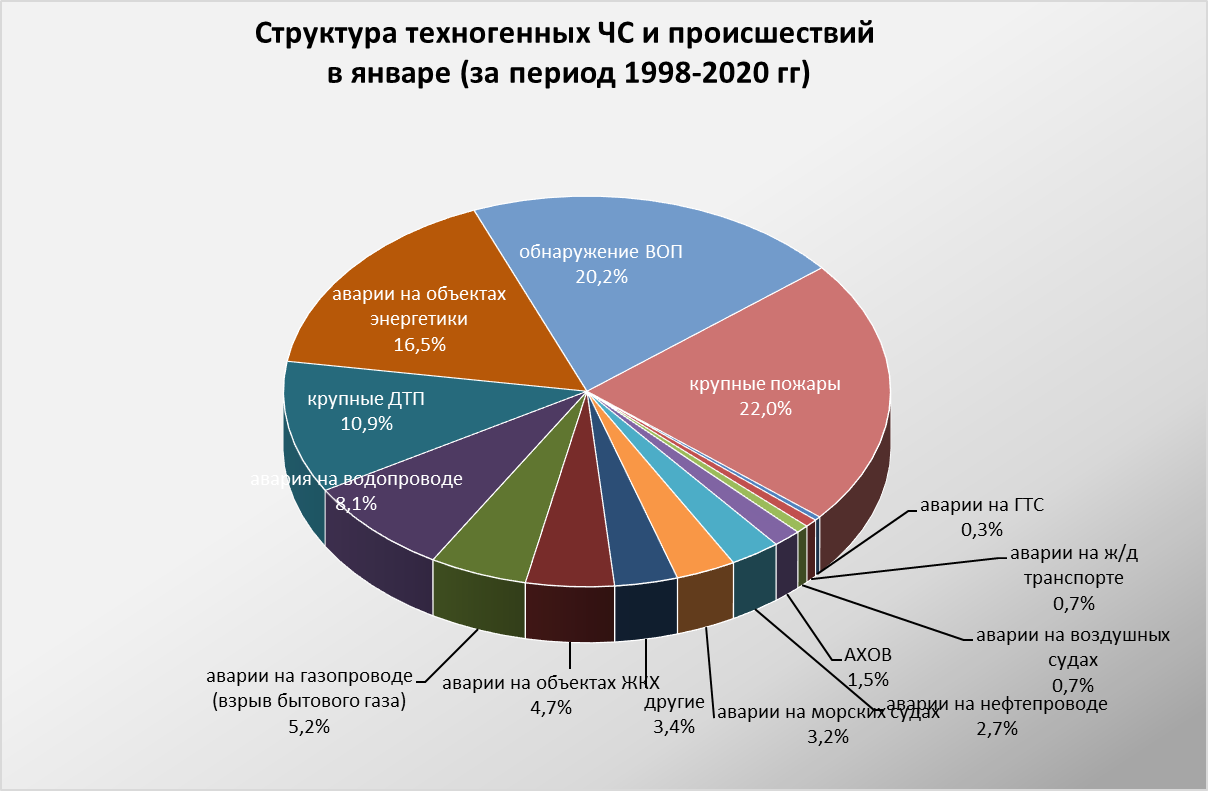 Структура техногенных ЧС и происшествий
в январе (за период 1998-2020 гг)
обнаружение ВОП
20,2%
аварии на объектах
энергетики
16,5%
крупные пожары
22,0%
крупные ДТП
10,9%
авария на водопроводе
8,1%
аварии на ГТС
0,3%
аварии на ж/д
транспорте
0,7%
аварии на воздушных
судах
0,7%
АХОВ
1,5%
аварии на нефтепроводе
2,7%
аварии на морских судах
3,2%
другие
3,4%
аварии на объектах ЖКХ
4,7%
аварии на газопроводе
(взрыв бытового газа)
5,2%